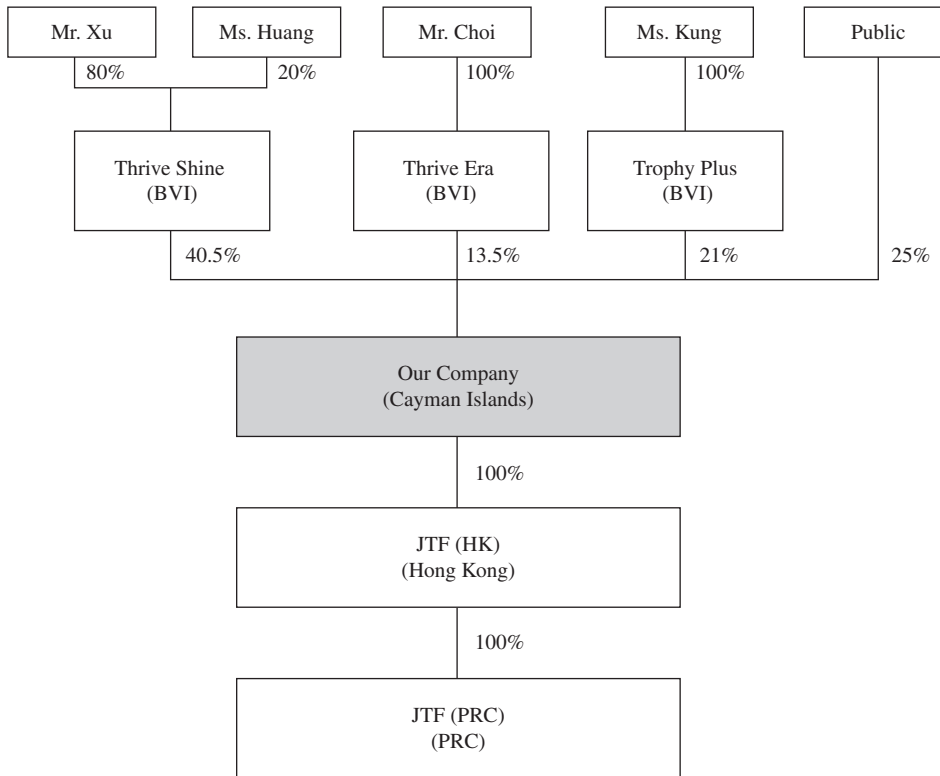 Mr. Xu
Ms. Huang
Mr. Choi
Ms. Kung
Public
80%
20%
100%
100%
Thrive Shine
(BVI)
Thrive Era
(BVI)
Trophy Plus
(BVI)
40.5%
13.5%
21%
25%
Our Company
(Cayman Islands)
100%
JTF (HK)
(Hong Kong)
100%
JTF (PRC)
(PRC)